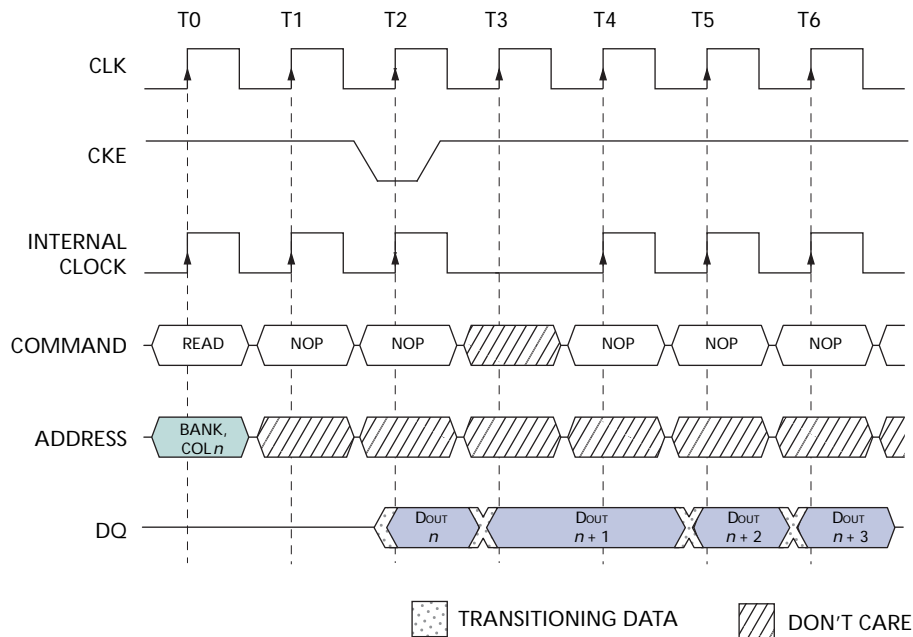 T0 T1 T2 T3 T4 T5 T6
CLK
CKE
INTERNAL
CLOCK
COMMAND READ NOP NOP NOP NOP NOP
ADDRESS BANK,
COL n
DQ DOUT DOUT DOUT DOUT
n n + 1 n + 2 n + 3
TRANSITIONING DATA DON'T CARE